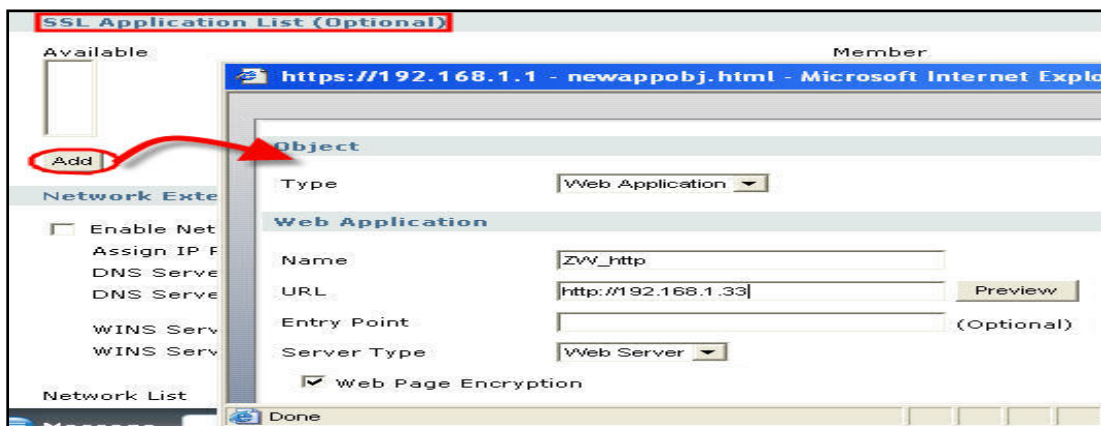 SSL Application List (Optional)
Available
Member
https://192.168.1.1 - newappobj.html - Microsoft Internet Explo
Add
Object
Type
Web Application
Network Exte
Web Application
Enable Net
Assign IP
Name
ZW_http
DNS Serve
URL
http://192.168.1.33
Preview
DNS Serve
Entry Point
(Optional)
WINS Serv
Server Type
Web Server
WINS Serv
Web Page Encryption
Network List
Done